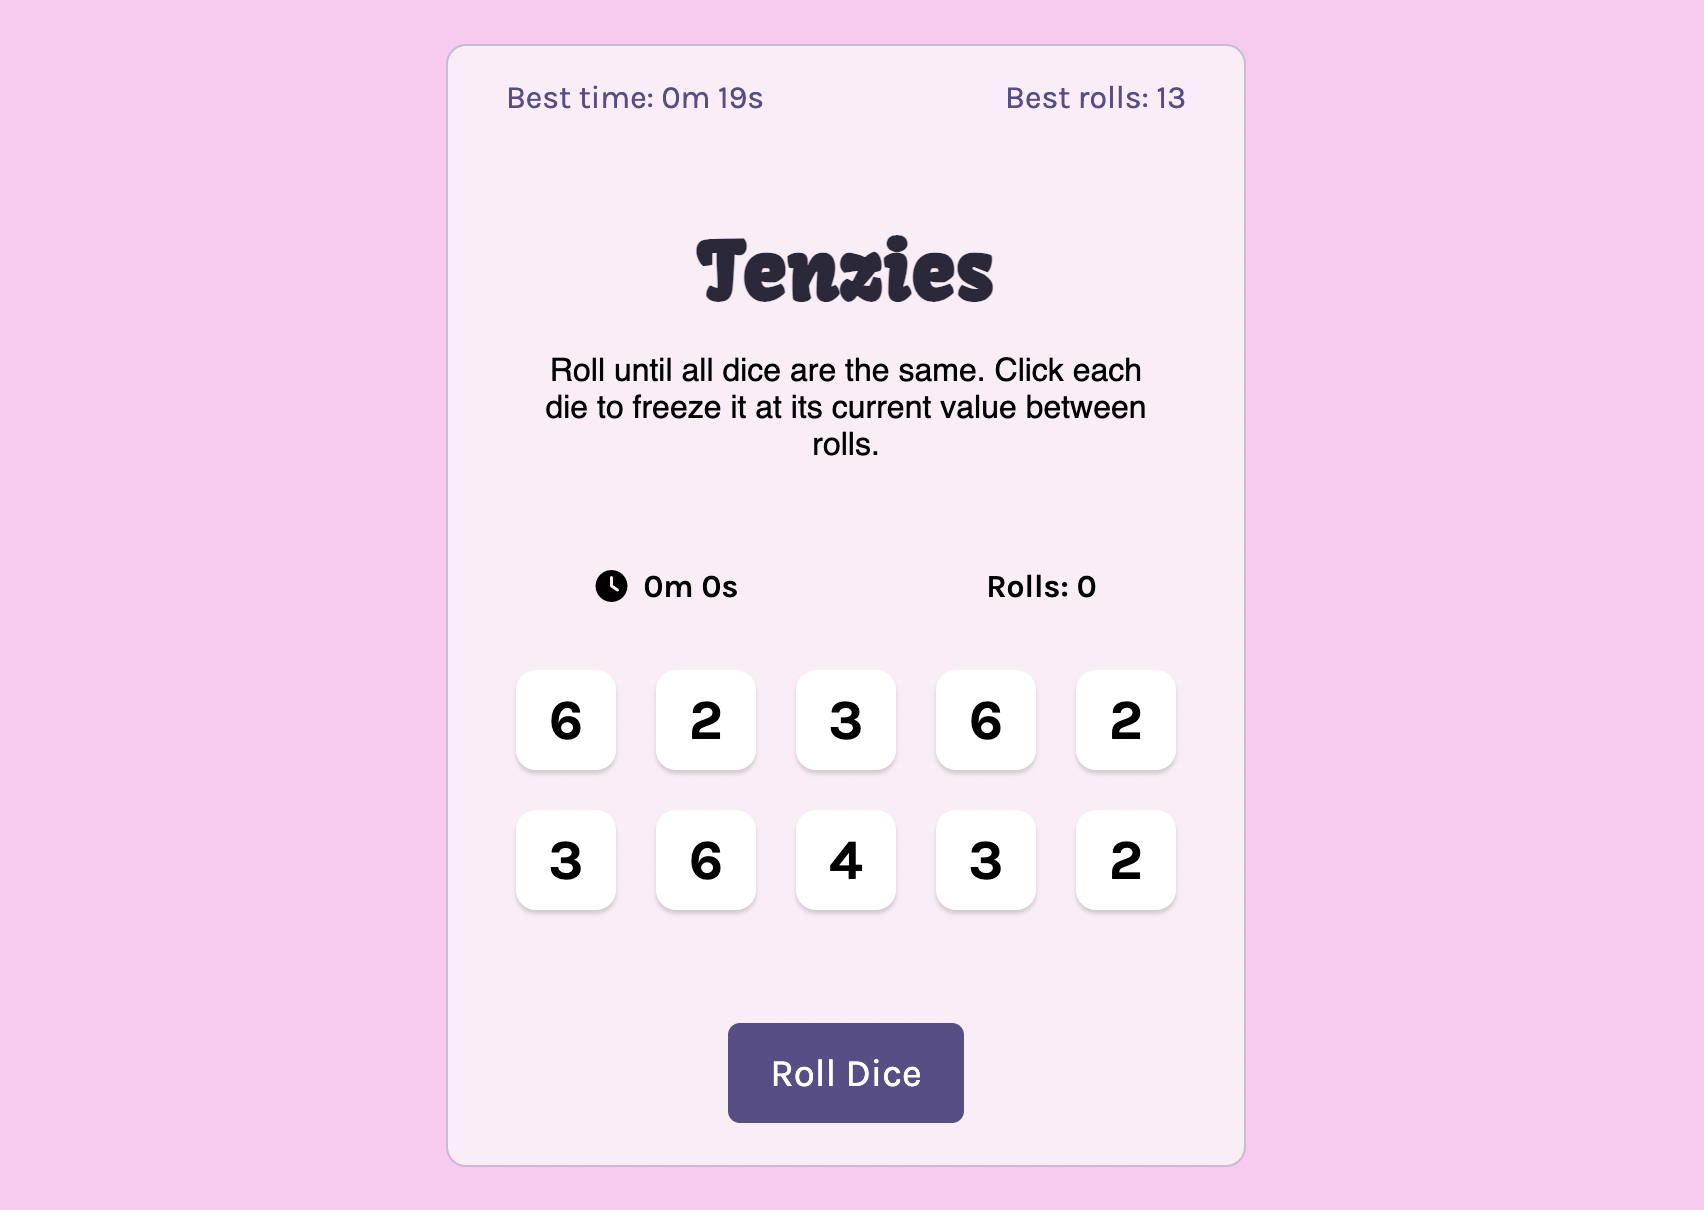 Best time: 0m 19s Best rolls: 13
Tenzies
Roll until all dice are the same. Click each
die to freeze it at its current value between
rolls.
0m 0s Rolls: 0
6 2 3 6 2
3 6 4 3 2
Roll Dice